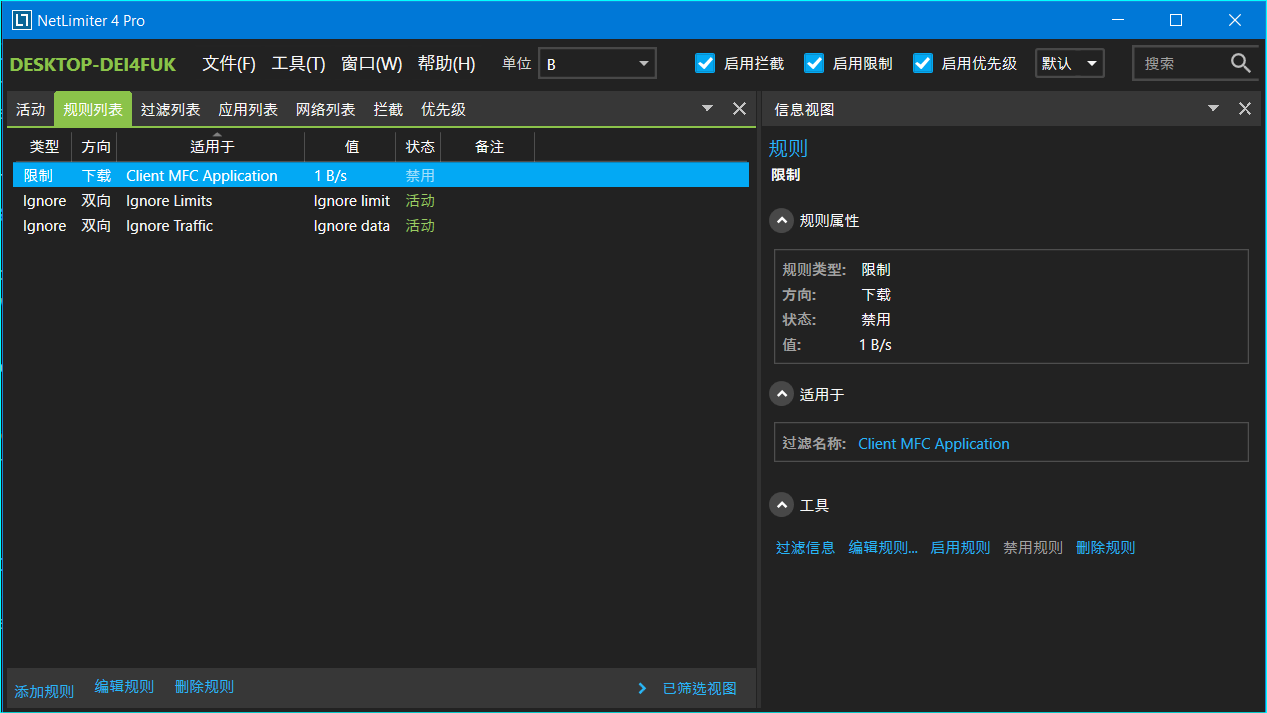 NetLimiter 4 Pro
DESKTOP-DEI4FUK 文件(F) 工具(T) 窗口(W) 帮助(H) 单位 B 启用拦截 启用限制 启用优先级 默认 搜索
活动 规则列表 过滤列表 应用列表 网络列表 拦截 优先级
类型 方向 适用于 值 状态 备注
限制 下载 Client MFC Application 1 B/s 禁用
Ignore 双向 Ignore Limits Ignore limit 活动
Ignore 双向 Ignore Traffic Ignore data 活动
添加规则 编辑规则 删除规则 已筛选视图
信息视图
规则
限制
规则属性
规则类型: 限制
方向: 下载
状态: 禁用
值: 1 B/s
适用于
过滤名称: Client MFC Application
工具
过滤信息 编辑规则... 启用规则 禁用规则 删除规则